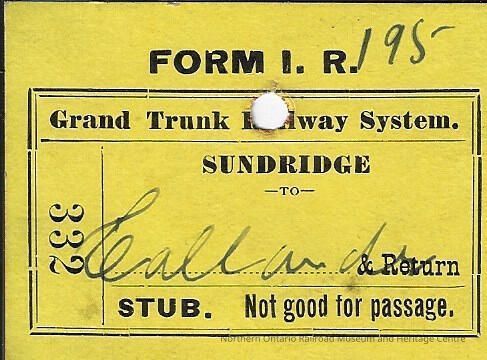 FORM I. R. 195
Grand Trunk Railway System.
SUNDRIDGE
—TO—
332
Callander & Return
STUB. Not good for passage.
Northern Ontario Railroad Museum and Heritage Centre